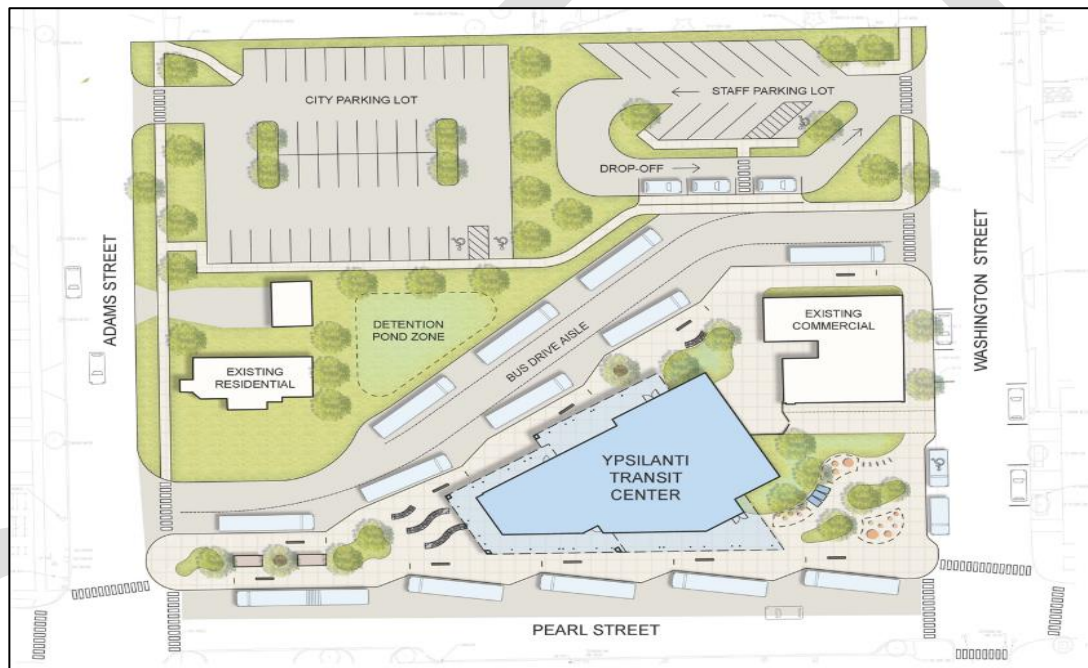 CITY PARKING LOT
STAFF PARKING LOT
DROP-OFF
ADAMS STREET
WASHINGTON STREET
DETENTION
POND ZONE
BUS DRIVE AISLE
EXISTING
COMMERCIAL
EXISTING
RESIDENTIAL
YPSILANTI
TRANSIT
CENTER
PEARL STREET